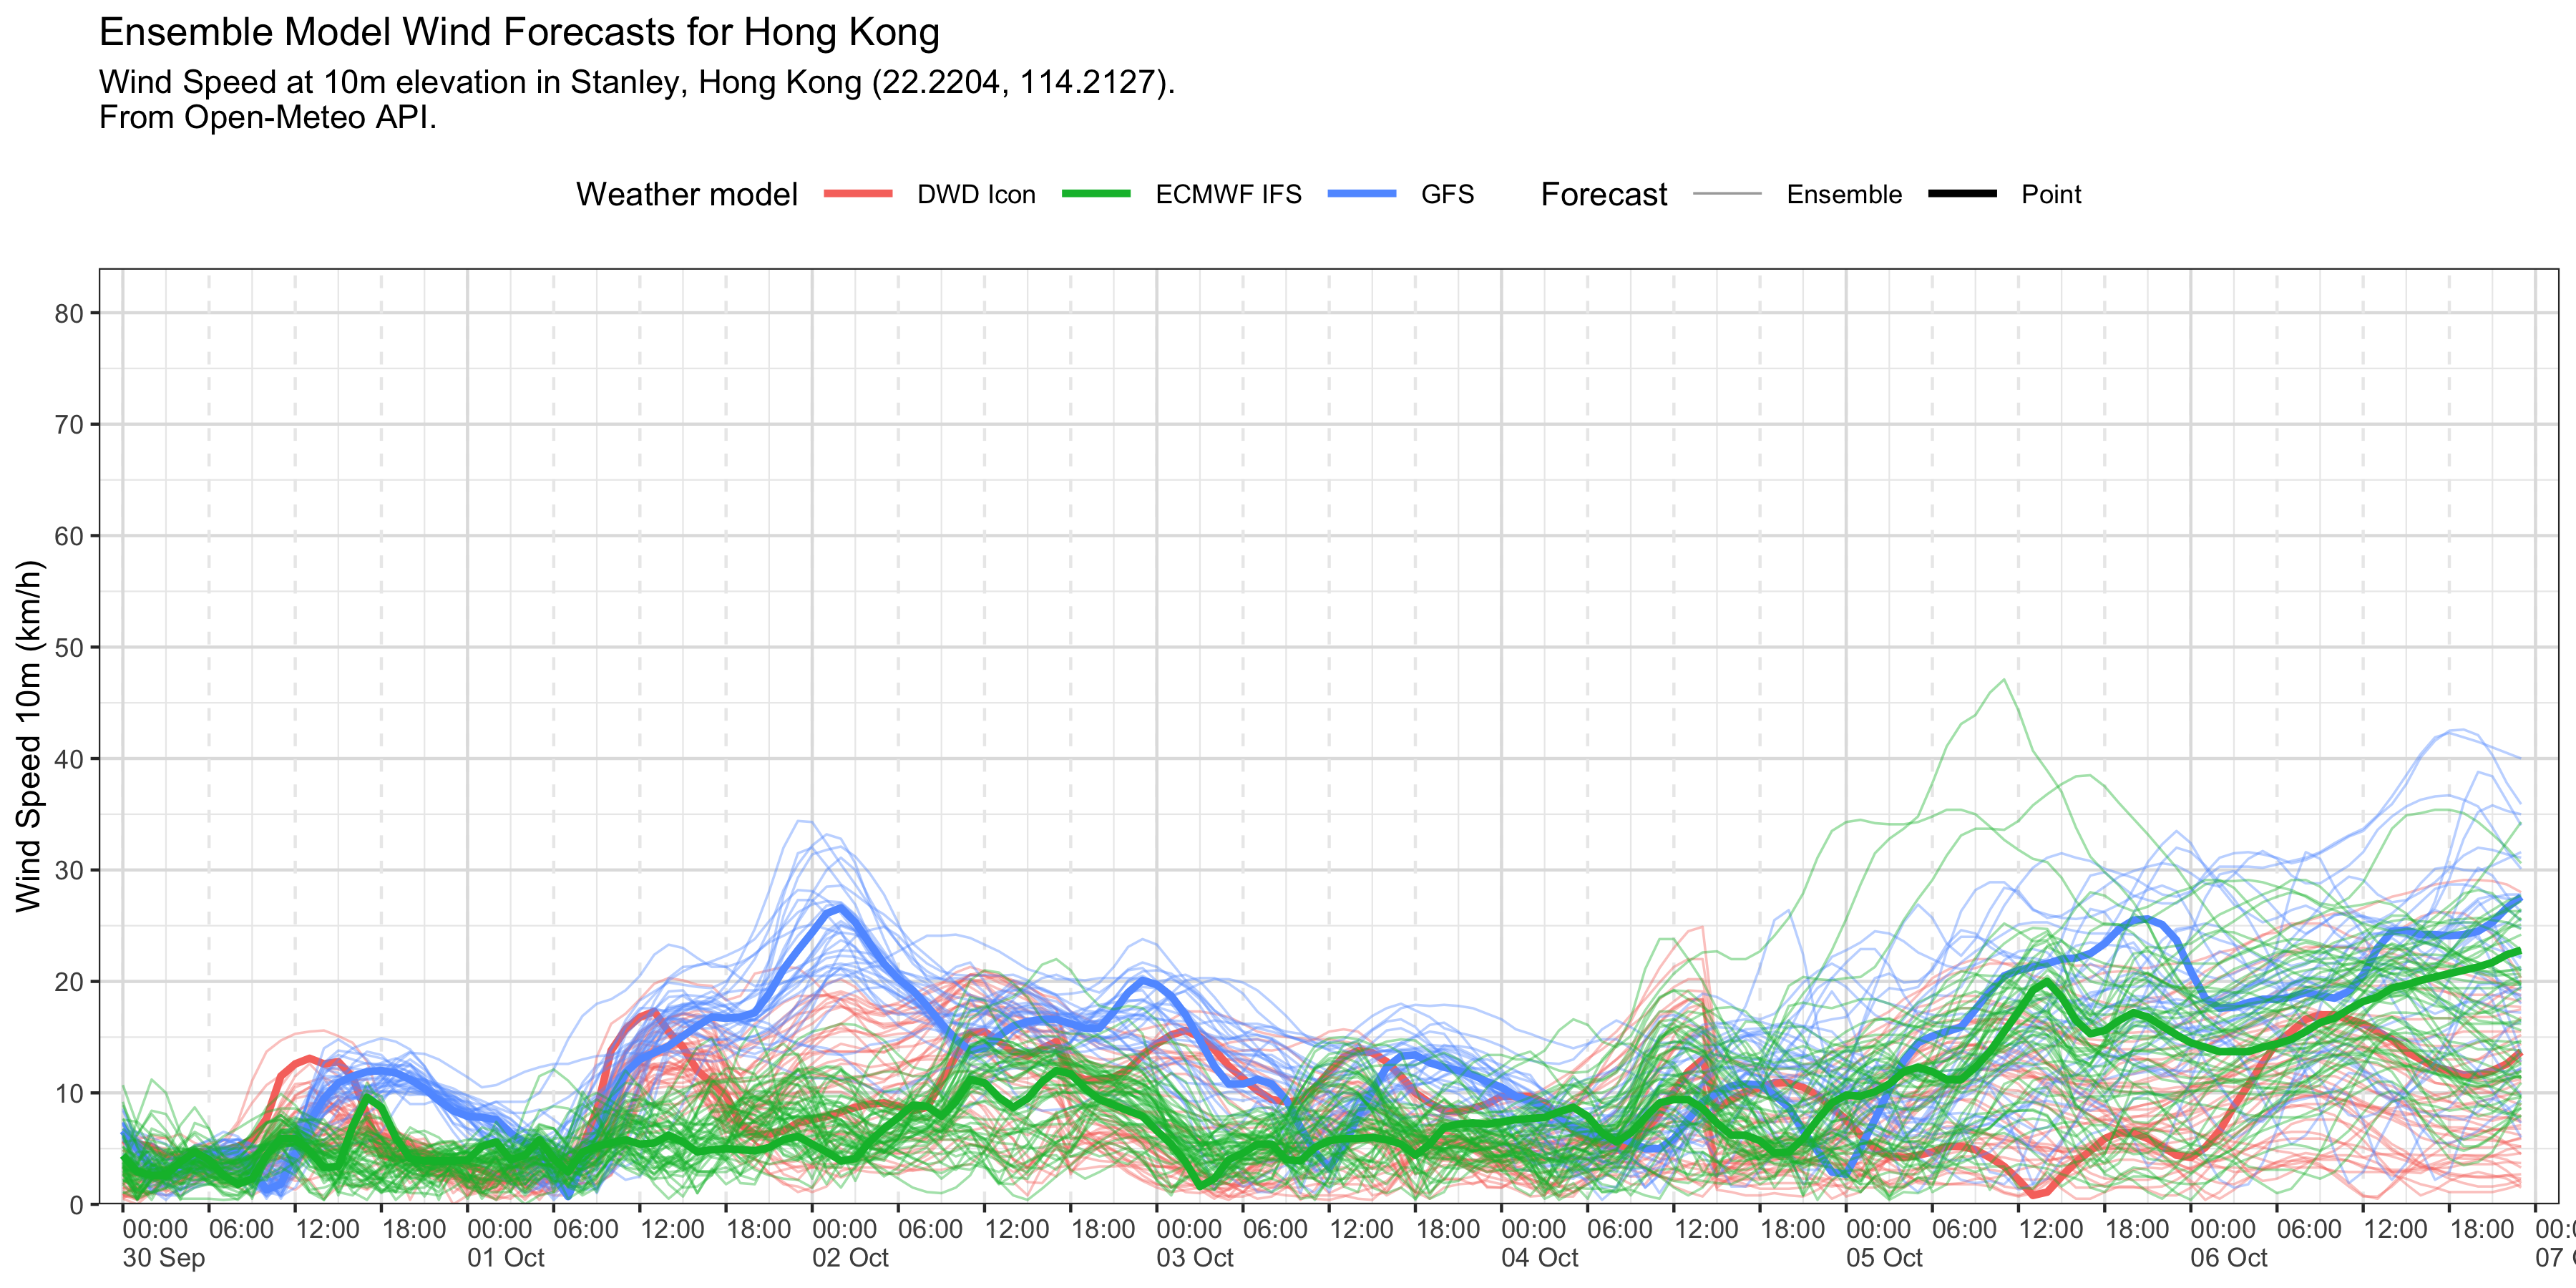 Ensemble Model Wind Forecasts for Hong Kong
Wind Speed at 10m elevation in Stanley, Hong Kong (22.2204, 114.2127).
From Open-Meteo API.
Weather model DWD Icon ECMWF IFS GFS Forecast Ensemble Point
Wind Speed 10m (km/h)
80
70
60
50
40
30
20
10
0
00:00 06:00 12:00 18:00 00:00 06:00 12:00 18:00 00:00 06:00 12:00 18:00 00:00 06:00 12:00 18:00 00:00 06:00 12:00 18:00 00:00 06:00 12:00 18:00 00:00 06:00 12:00 18:00
30 Sep 01 Oct 02 Oct 03 Oct 04 Oct 05 Oct 06 Oct 07